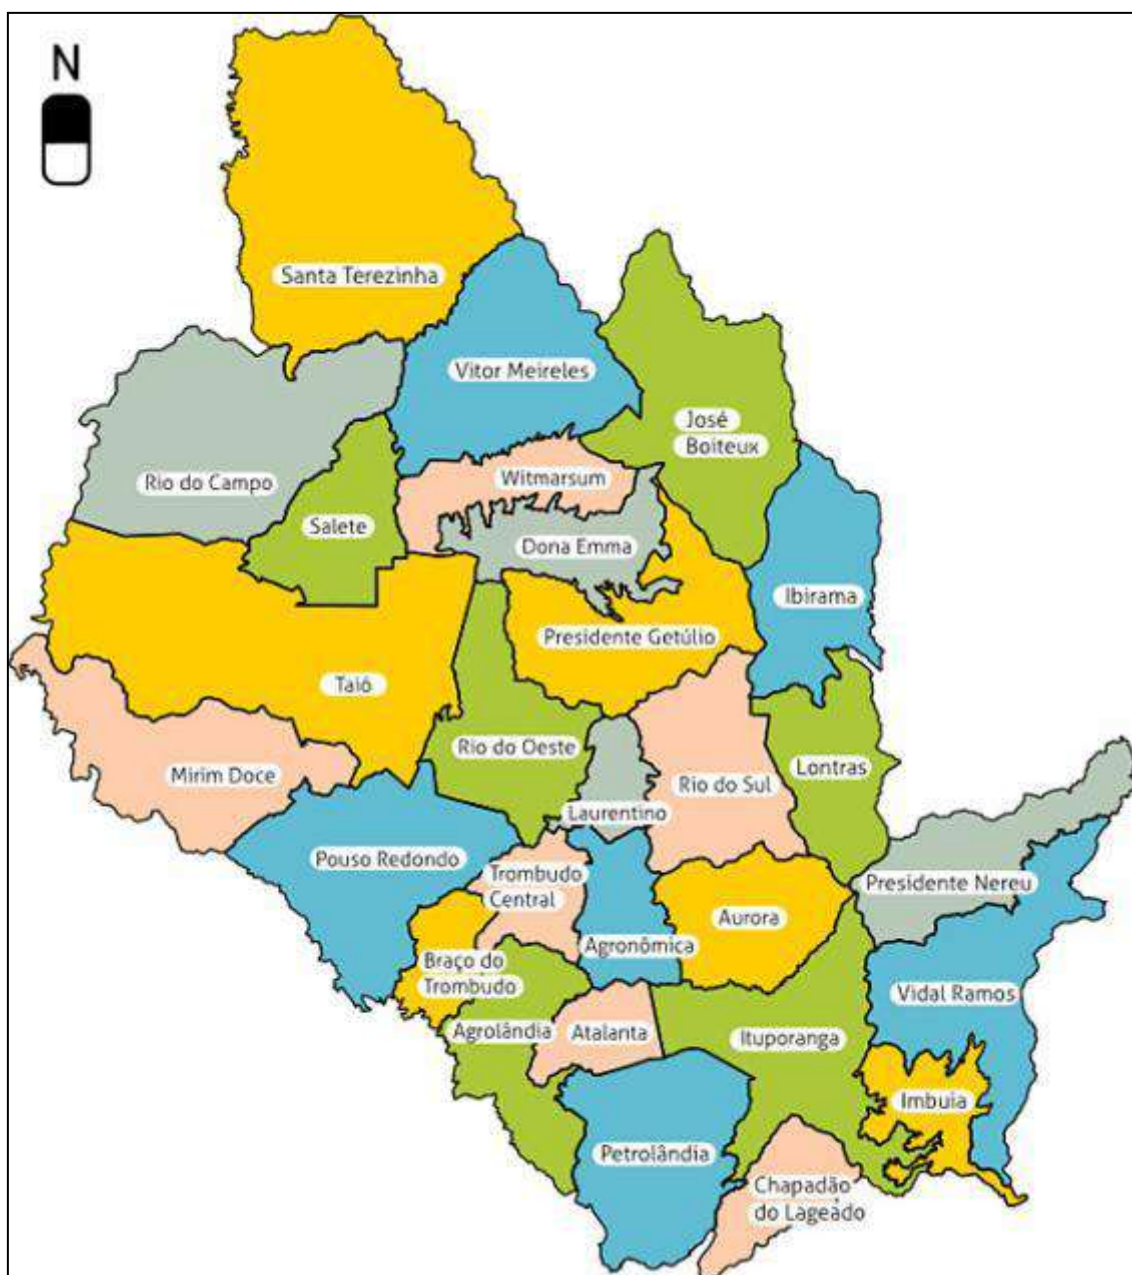 N
Santa Terezinha
Vitor Meireles
José
Boiteux
Rio do Campo
Witmarsum
Salete
Dona Emma
Ibirama
Presidente Getúlio
Taió
Rio do Oeste
Lontras
Mirim Doce
Rio do Sul
Laurentino
Pouso Redondo
Trombudo
Central
Presidente Nereu
Aurora
Agronômica
Braço do
Trombudo
Vidal Ramos
Agrolândia
Atalanta
Ituporanga
Imbuia
Petrolândia
Chapadão
do Lageado